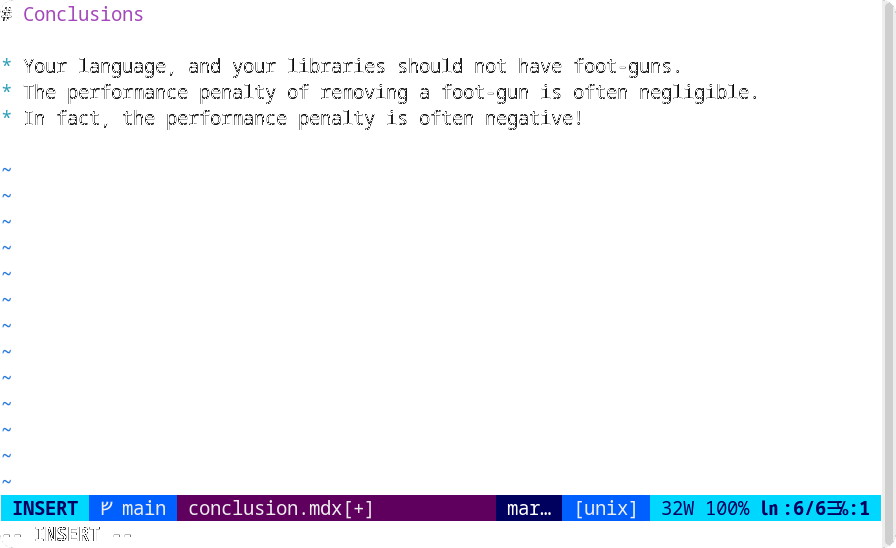 # Conclusions
* Your language, and your libraries should not have foot-guns.
* The performance penalty of removing a foot-gun is often negligible.
* In fact, the performance penalty is often negative!
~
~
~
~
~
~
~
~
~
~
~
~
~
INSERT main conclusion.mdx[+] mar… [unix] 32W 100% ln :6/6☰%:1
-- INSERT --